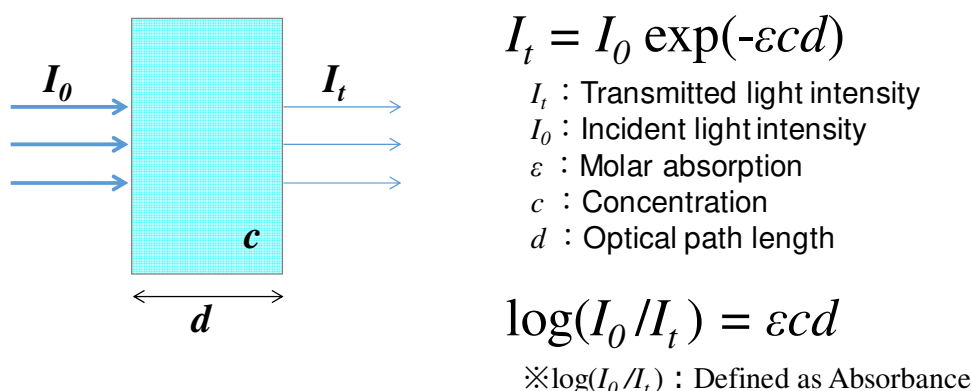 I₀
Iₜ
c
d
Iₜ = I₀ exp(-εcd)
Iₜ : Transmitted light intensity
I₀ : Incident light intensity
ε : Molar absorption
c : Concentration
d : Optical path length
log(I₀/Iₜ) = εcd
※log(I₀/Iₜ) : Defined as Absorbance